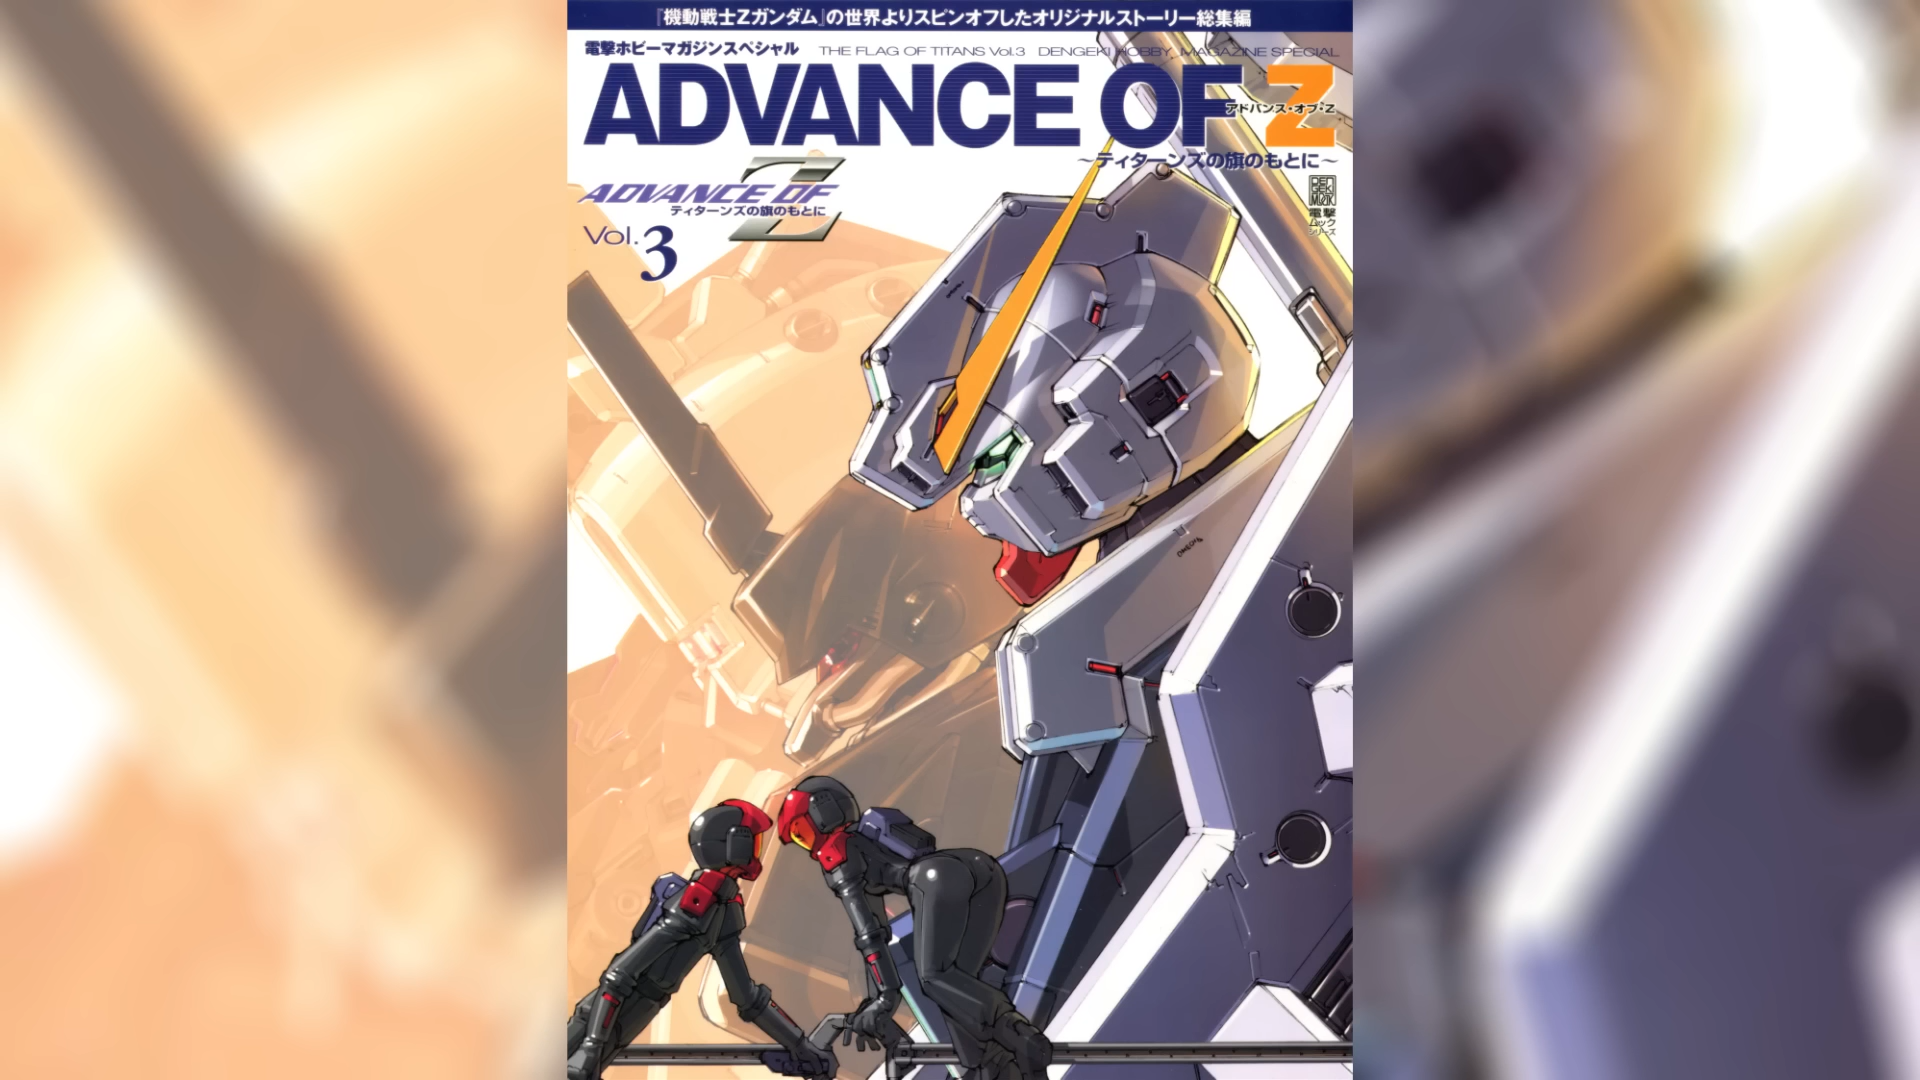 『機動戦士Zガンダム』の世界よりスピンオフしたオリジナルストーリー総集編
電撃ホビーマガジンスペシャル THE FLAG OF TITANS Vol.3 DENGEKI HOBBY MAGAZINE SPECIAL
ADVANCE OF Z
アドバンス・オブ・Z
～ティターンズの旗のもとに～
ADVANCE OF Z
ティターンズの旗のもとに
Vol.3
電撃
ムック
シリーズ